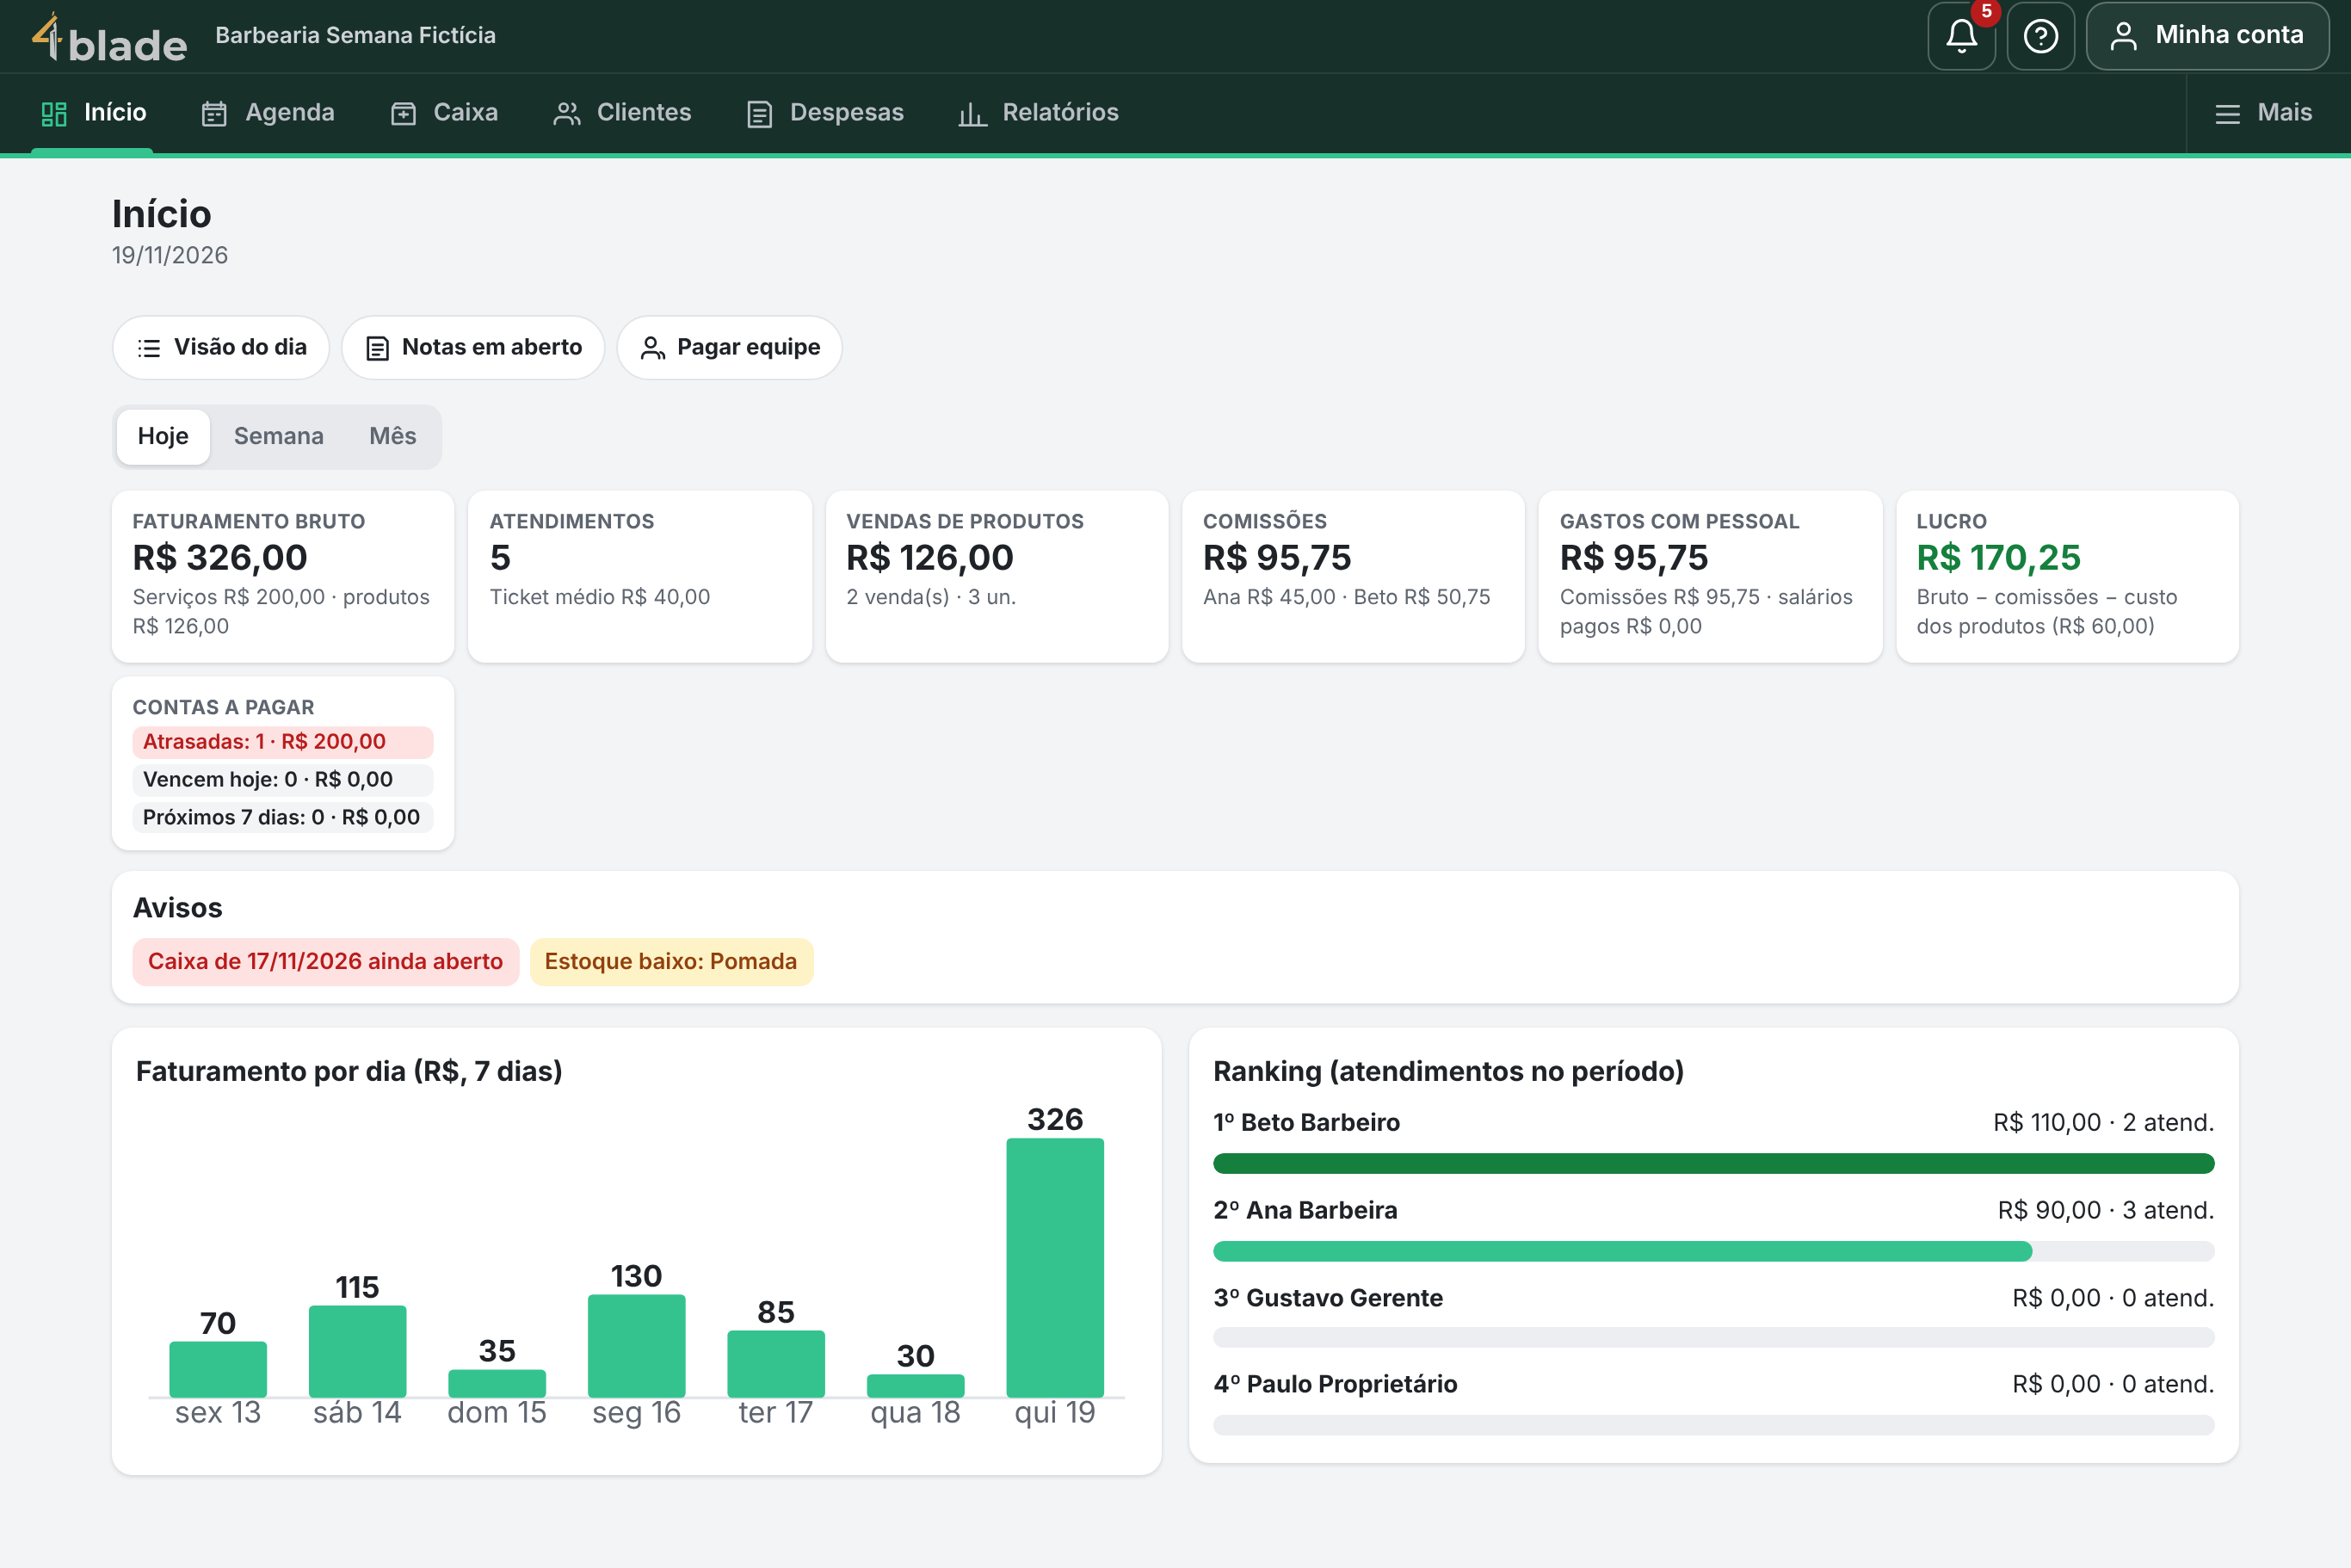 4blade
Barbearia Semana Fictícia
5
Minha conta
Início
Agenda
Caixa
Clientes
Despesas
Relatórios
Mais
Início
19/11/2026
Visão do dia
Notas em aberto
Pagar equipe
Hoje
Semana
Mês
FATURAMENTO BRUTO
R$ 326,00
Serviços R$ 200,00 · produtos
R$ 126,00
ATENDIMENTOS
5
Ticket médio R$ 40,00
VENDAS DE PRODUTOS
R$ 126,00
2 venda(s) · 3 un.
COMISSÕES
R$ 95,75
Ana R$ 45,00 · Beto R$ 50,75
GASTOS COM PESSOAL
R$ 95,75
Comissões R$ 95,75 · salários
pagos R$ 0,00
LUCRO
R$ 170,25
Bruto − comissões − custo
dos produtos (R$ 60,00)
CONTAS A PAGAR
Atrasadas: 1 · R$ 200,00
Vencem hoje: 0 · R$ 0,00
Próximos 7 dias: 0 · R$ 0,00
Avisos
Caixa de 17/11/2026 ainda aberto
Estoque baixo: Pomada
Faturamento por dia (R$, 7 dias)
70
115
35
130
85
30
326
sex 13
sáb 14
dom 15
seg 16
ter 17
qua 18
qui 19
Ranking (atendimentos no período)
1º Beto Barbeiro
R$ 110,00 · 2 atend.
2º Ana Barbeira
R$ 90,00 · 3 atend.
3º Gustavo Gerente
R$ 0,00 · 0 atend.
4º Paulo Proprietário
R$ 0,00 · 0 atend.